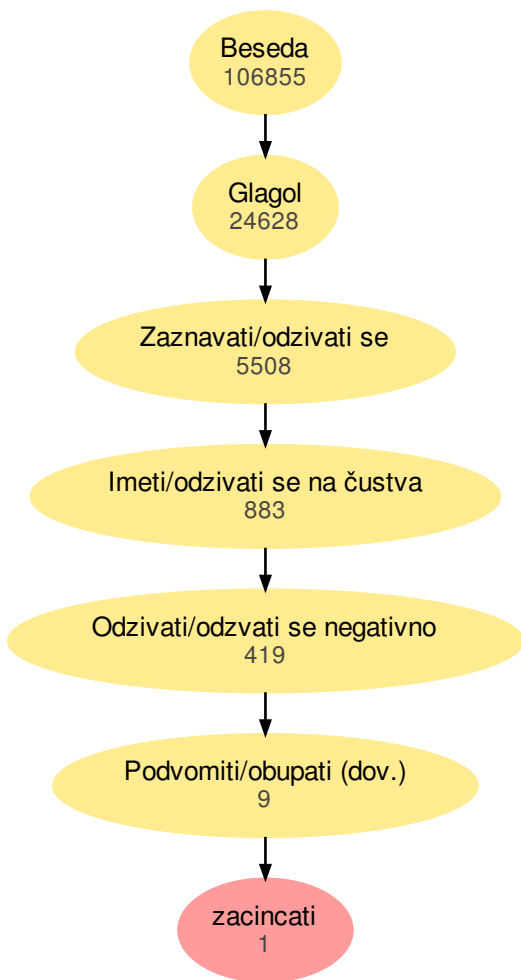 Beseda
106855
Glagol
24628
Zaznavati/odzivati se
5508
Imeti/odzivati se na čustva
883
Odzivati/odzvati se negativno
419
Podvomiti/obupati (dov.)
9
zacincati
1